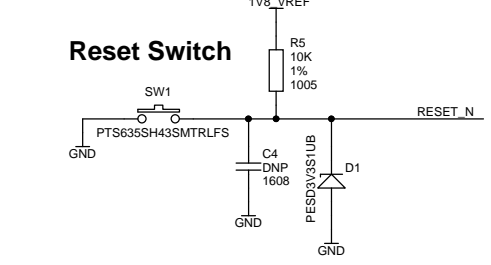 1V8_VREF
Reset Switch
R5
10K
1%
1005
SW1
RESET_N
PTS635SH43SMTRLFS
GND
C4
DNP
1608
PESD3V3S1UB
D1
GND
GND